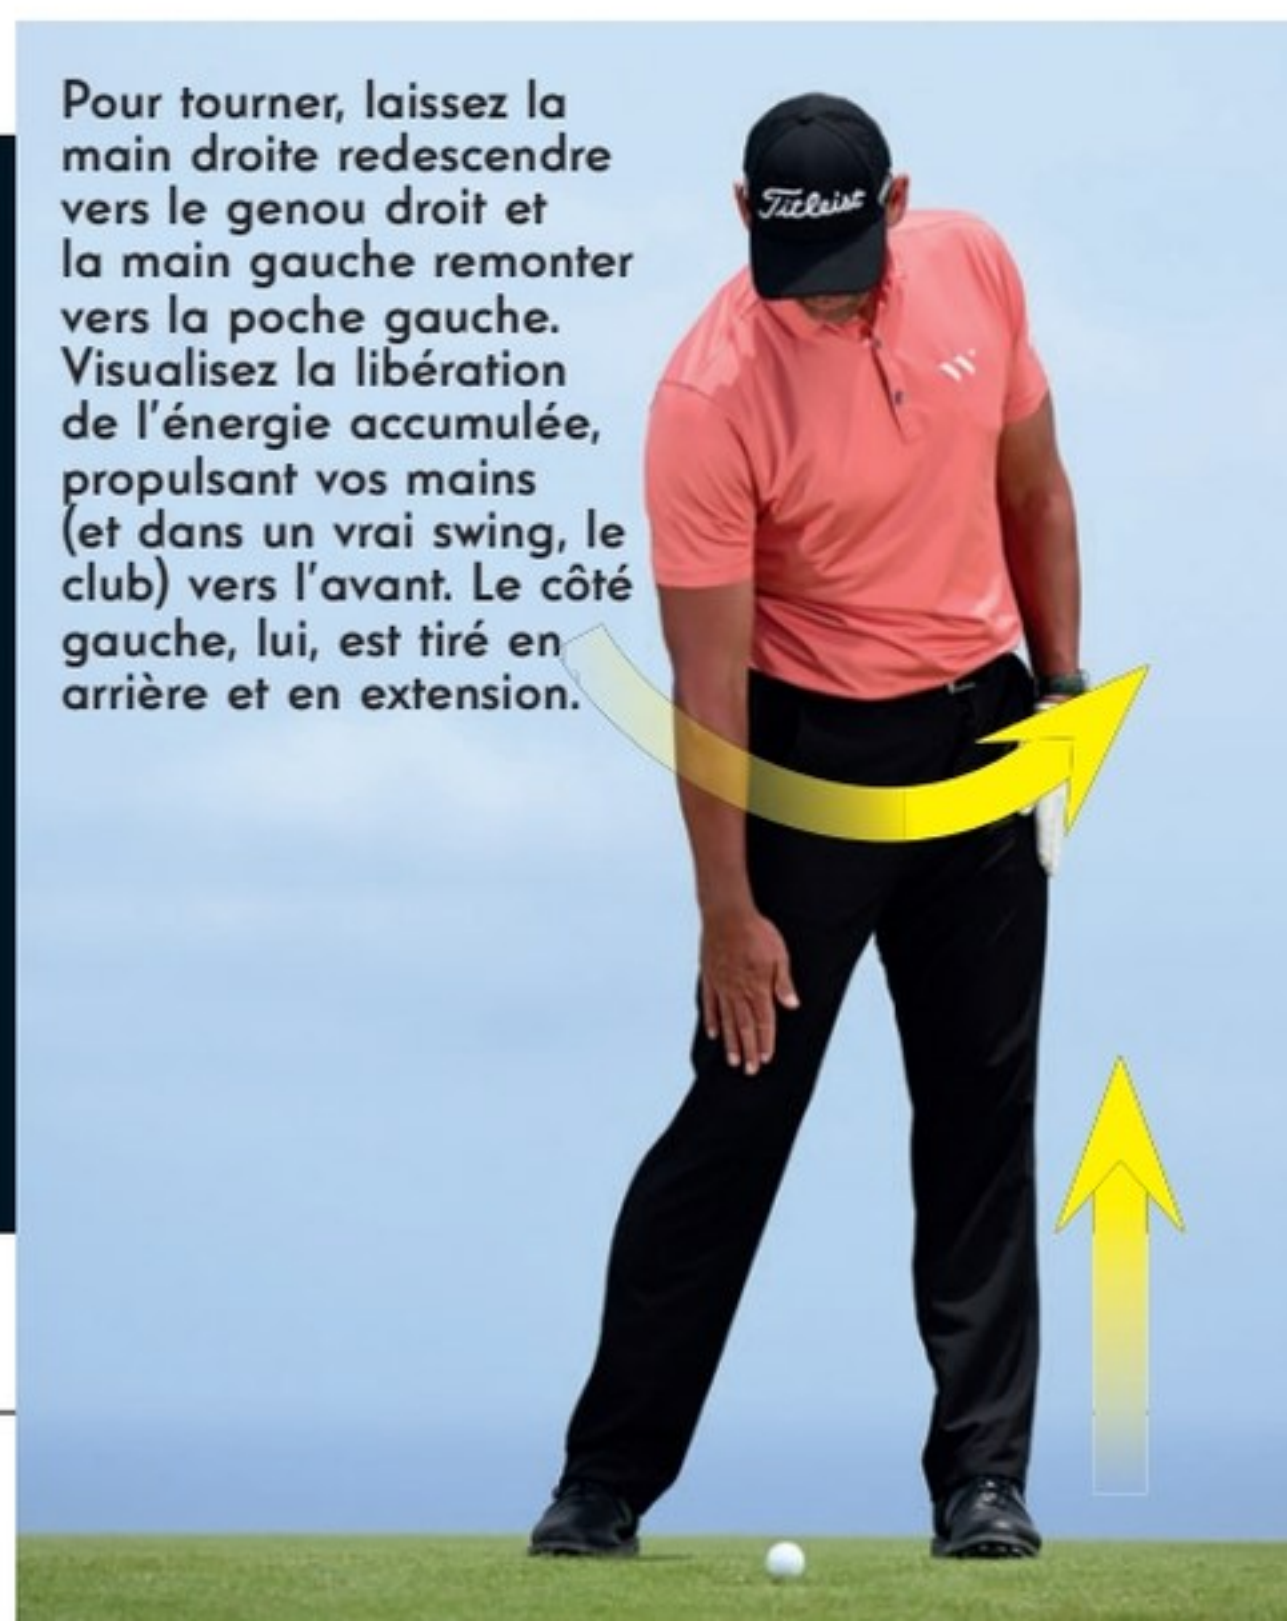 Pour tourner, laissez la
main droite redescendre
vers le genou droit et
la main gauche remonter
vers la poche gauche.
Visualisez la libération
de l'énergie accumulée,
propulsant vos mains
(et dans un vrai swing, le
club) vers l'avant. Le côté
gauche, lui, est tiré en
arrière et en extension.
Titleist
W